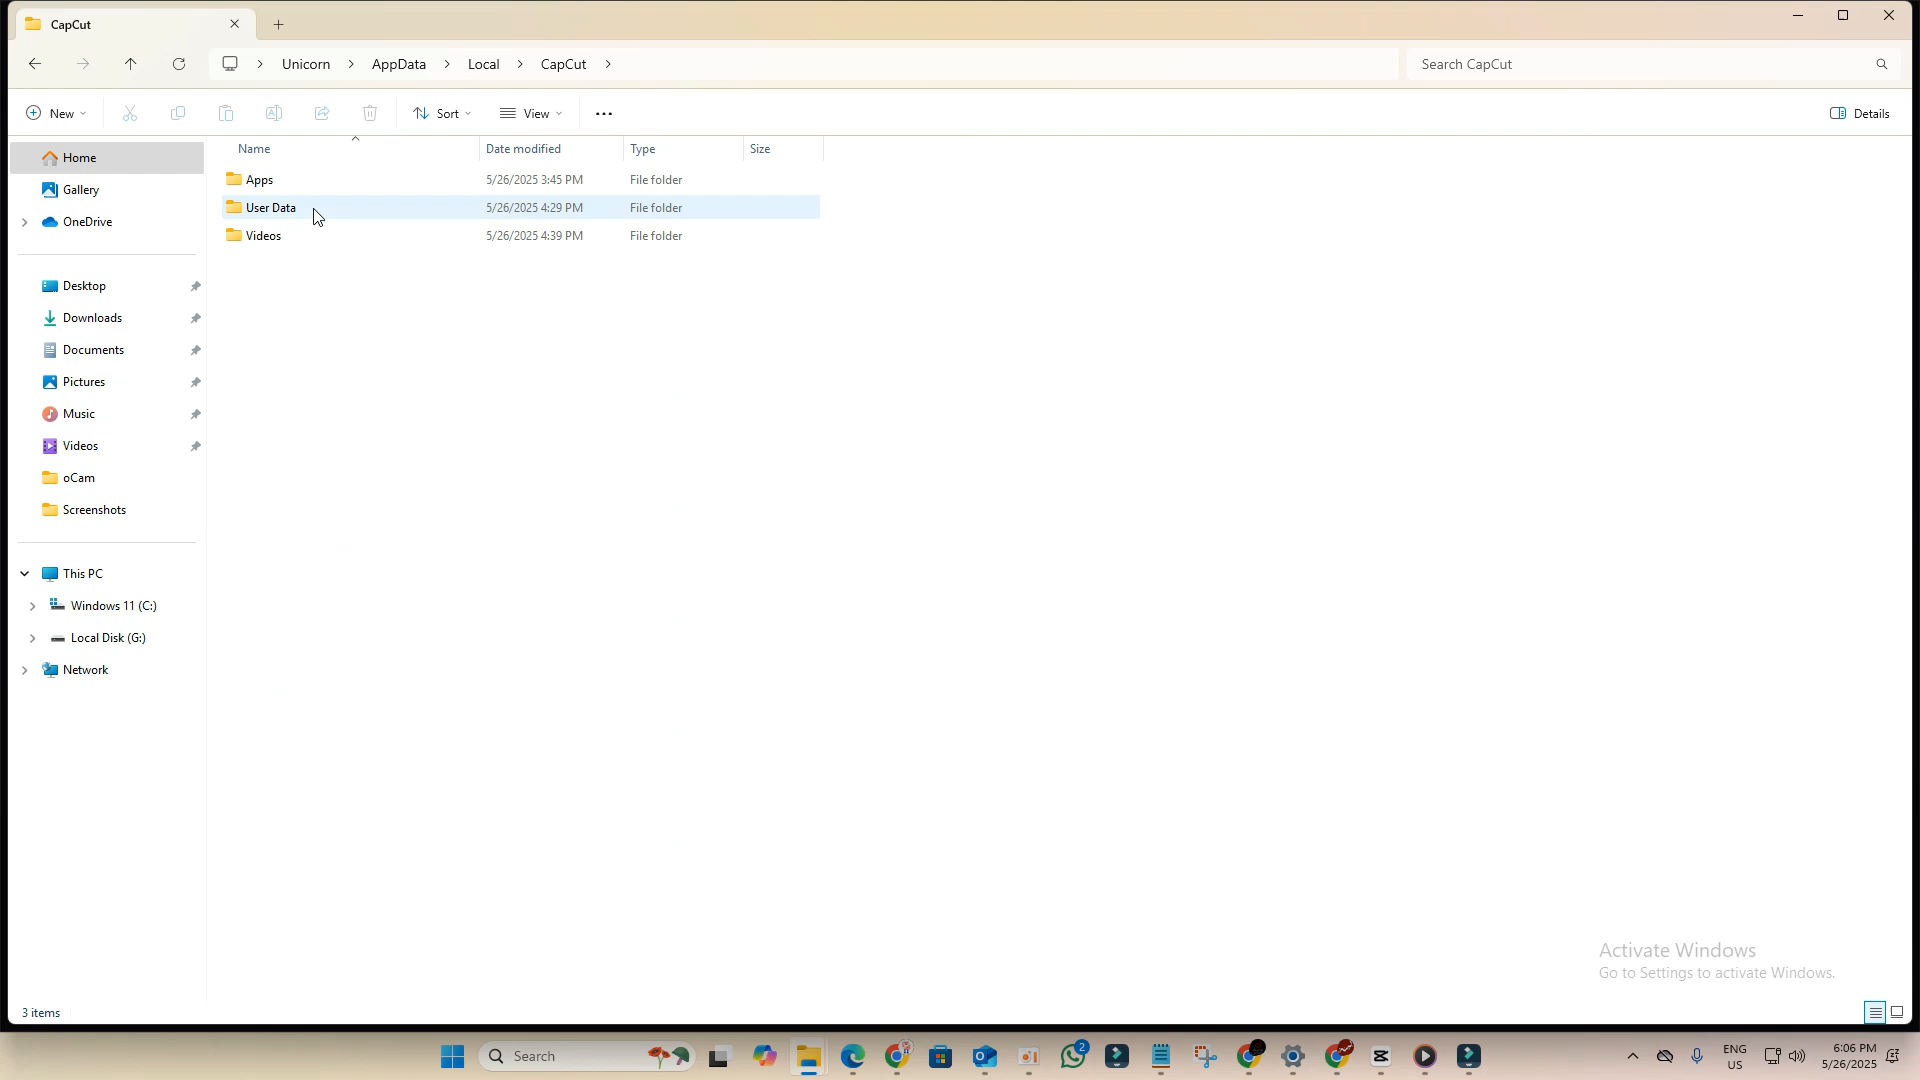 CapCut
Unicorn > AppData > Local > CapCut >
Search CapCut
New
Sort
View
Details
Name
Date modified
Type
Size
Apps 5/26/2025 3:45 PM File folder
User Data 5/26/2025 4:29 PM File folder
Videos 5/26/2025 4:39 PM File folder
Home
Gallery
OneDrive
Desktop
Downloads
Documents
Pictures
Music
Videos
oCam
Screenshots
This PC
Windows 11 (C:)
Local Disk (G:)
Network
Activate Windows
Go to Settings to activate Windows.
3 items
Search
2
ENG
US
6:06 PM
5/26/2025